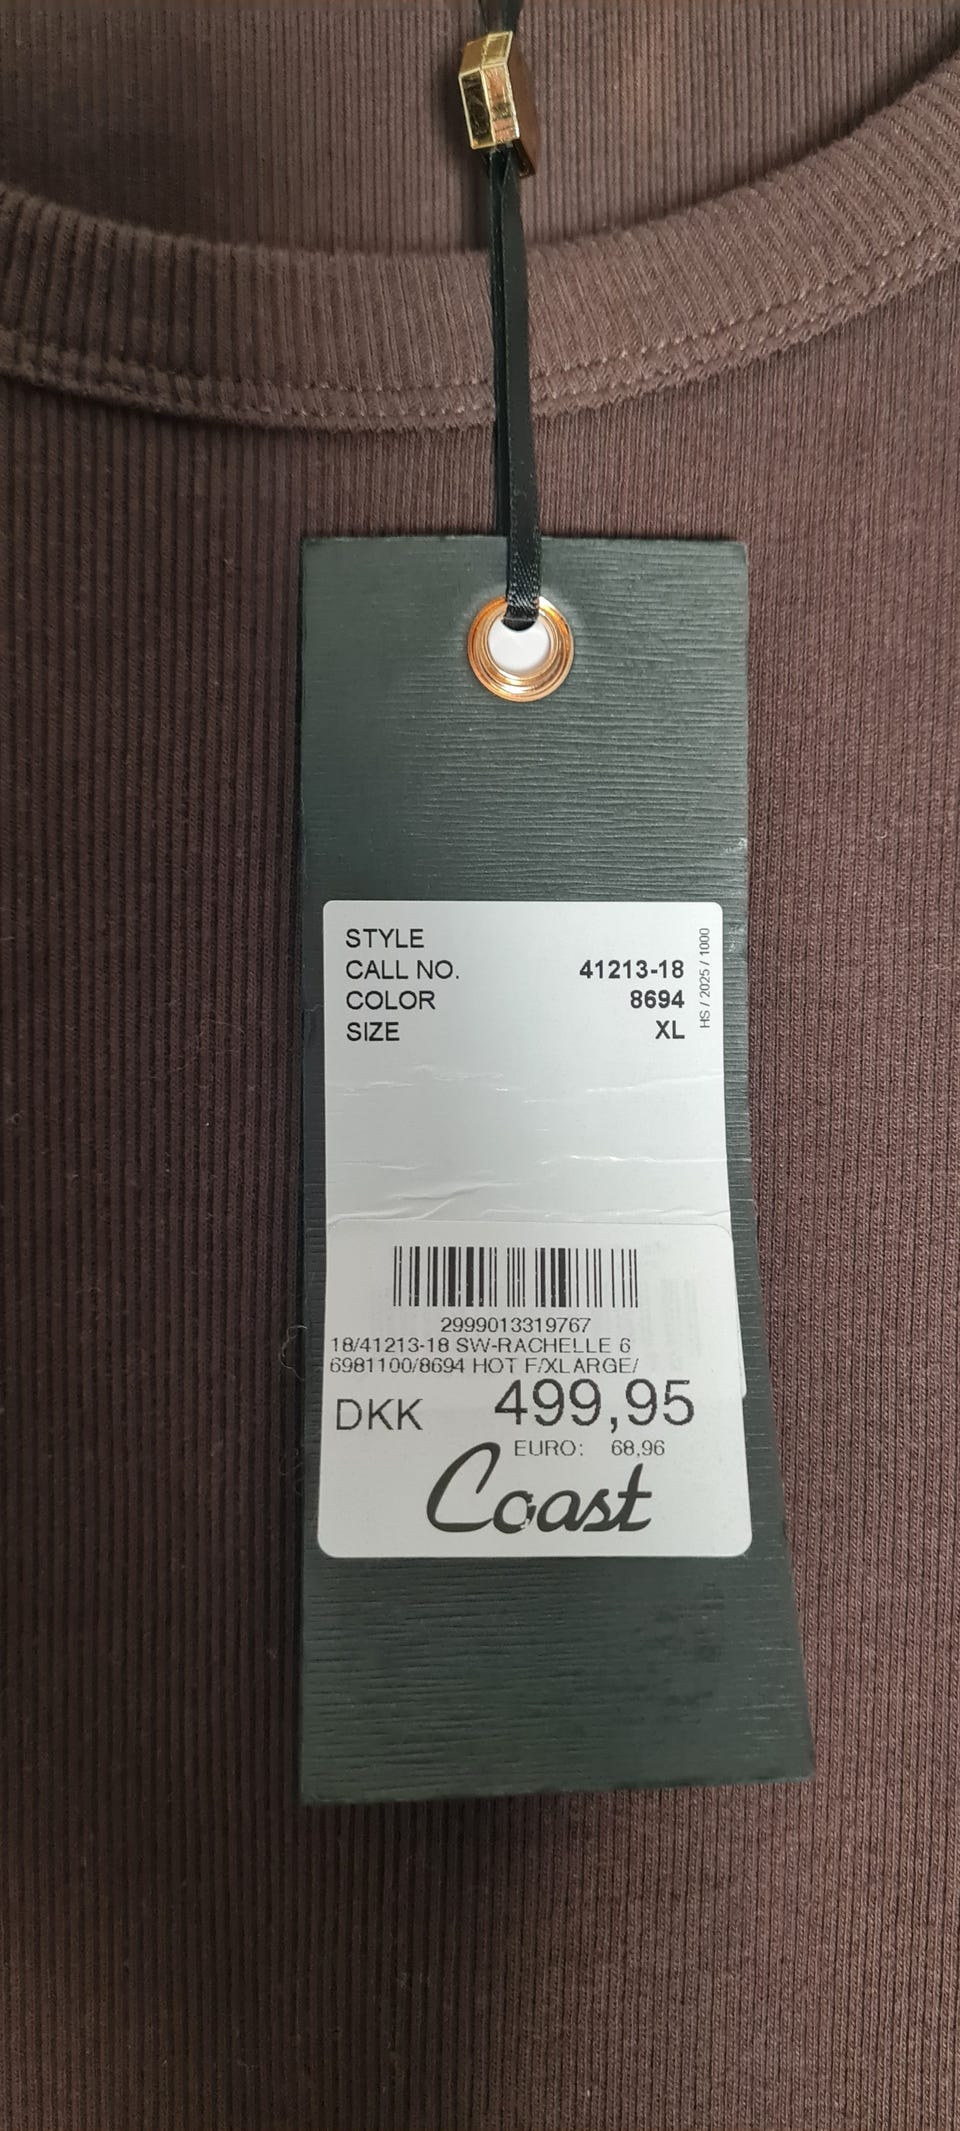 STYLE
CALL NO. 41213-18
COLOR 8694
SIZE XL
HS / 2025 / 1000
2999013319767
18/41213-18 SW-RACHELLE 6
6981100/8694 HOT F/XLARGE/
DKK 499,95
EURO: 68,96
Coast